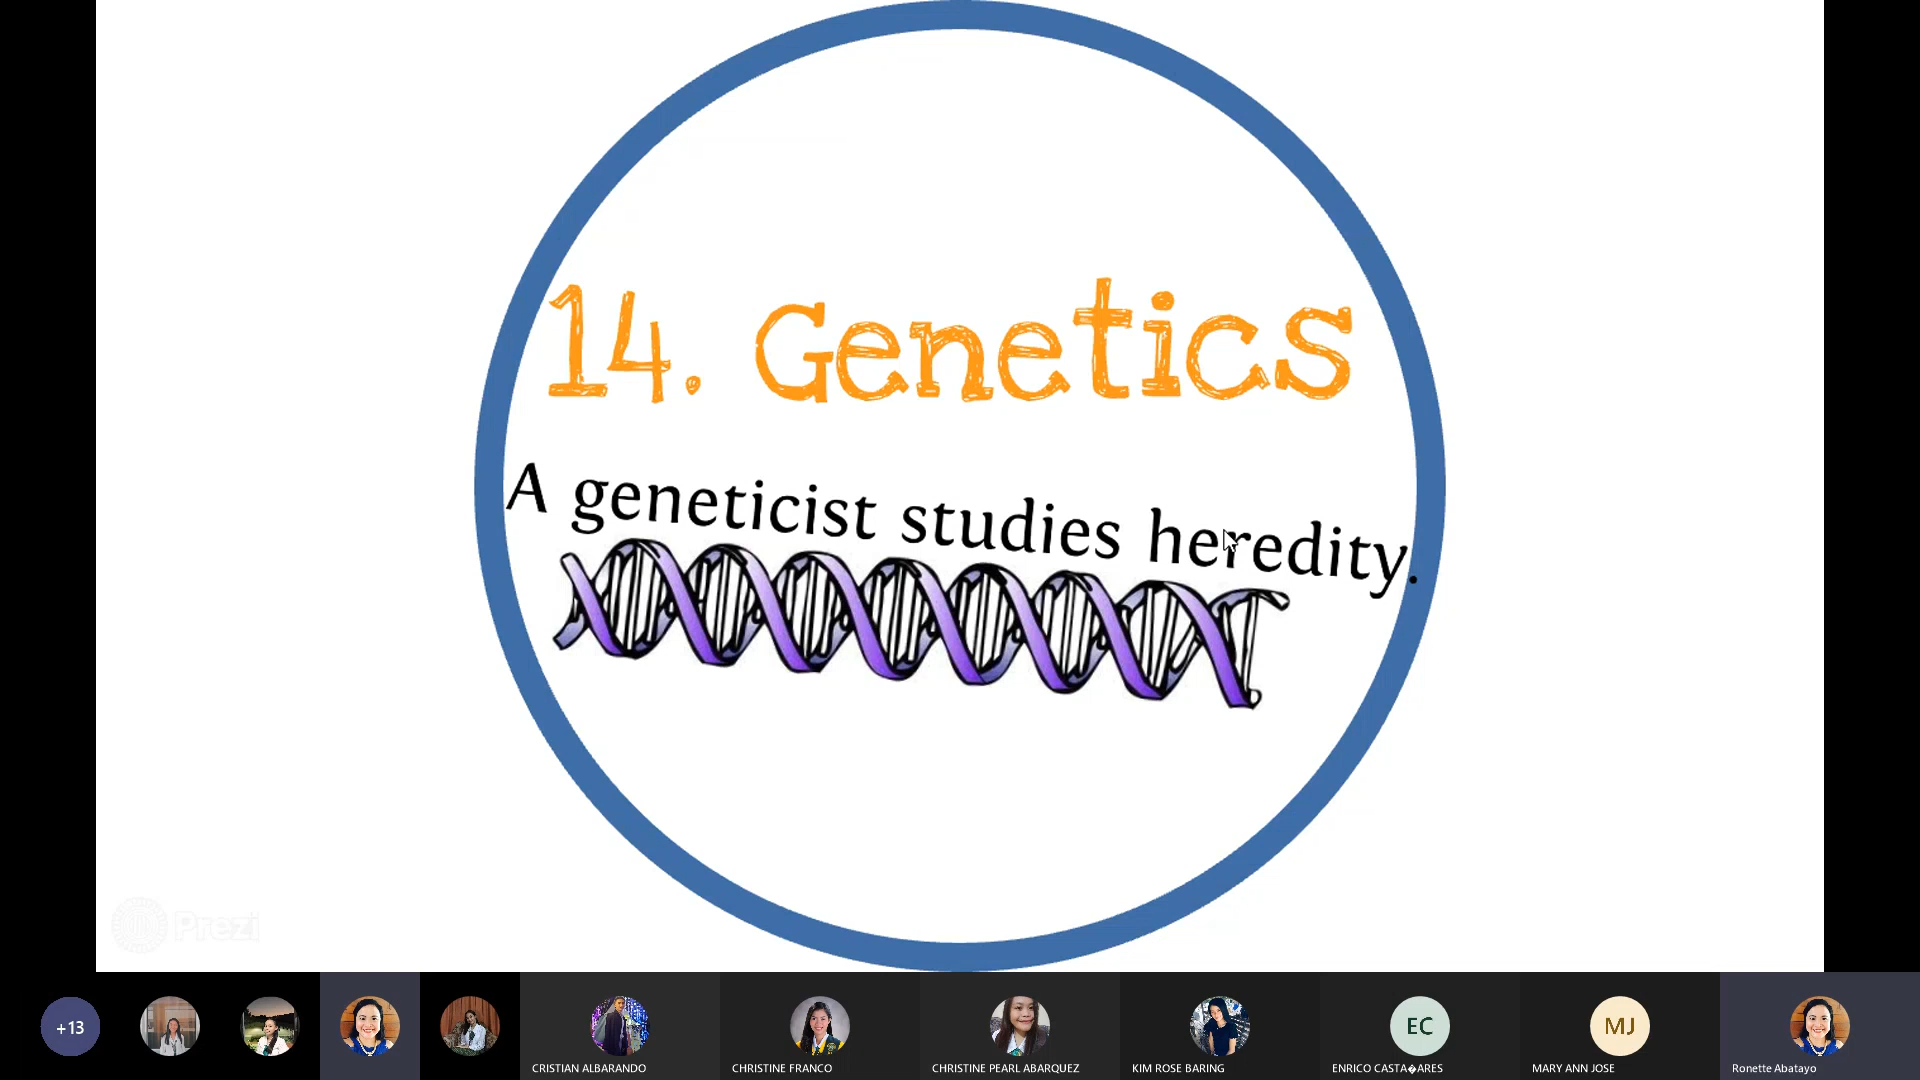 14. Genetics
A geneticist studies heredity.
Prezi
+13
CRISTIAN ALBARANDO
CHRISTINE FRANCO
CHRISTINE PEARL ABARQUEZ
KIM ROSE BARING
EC
ENRICO CASTA�ARES
MJ
MARY ANN JOSE
Ronette Abatayo